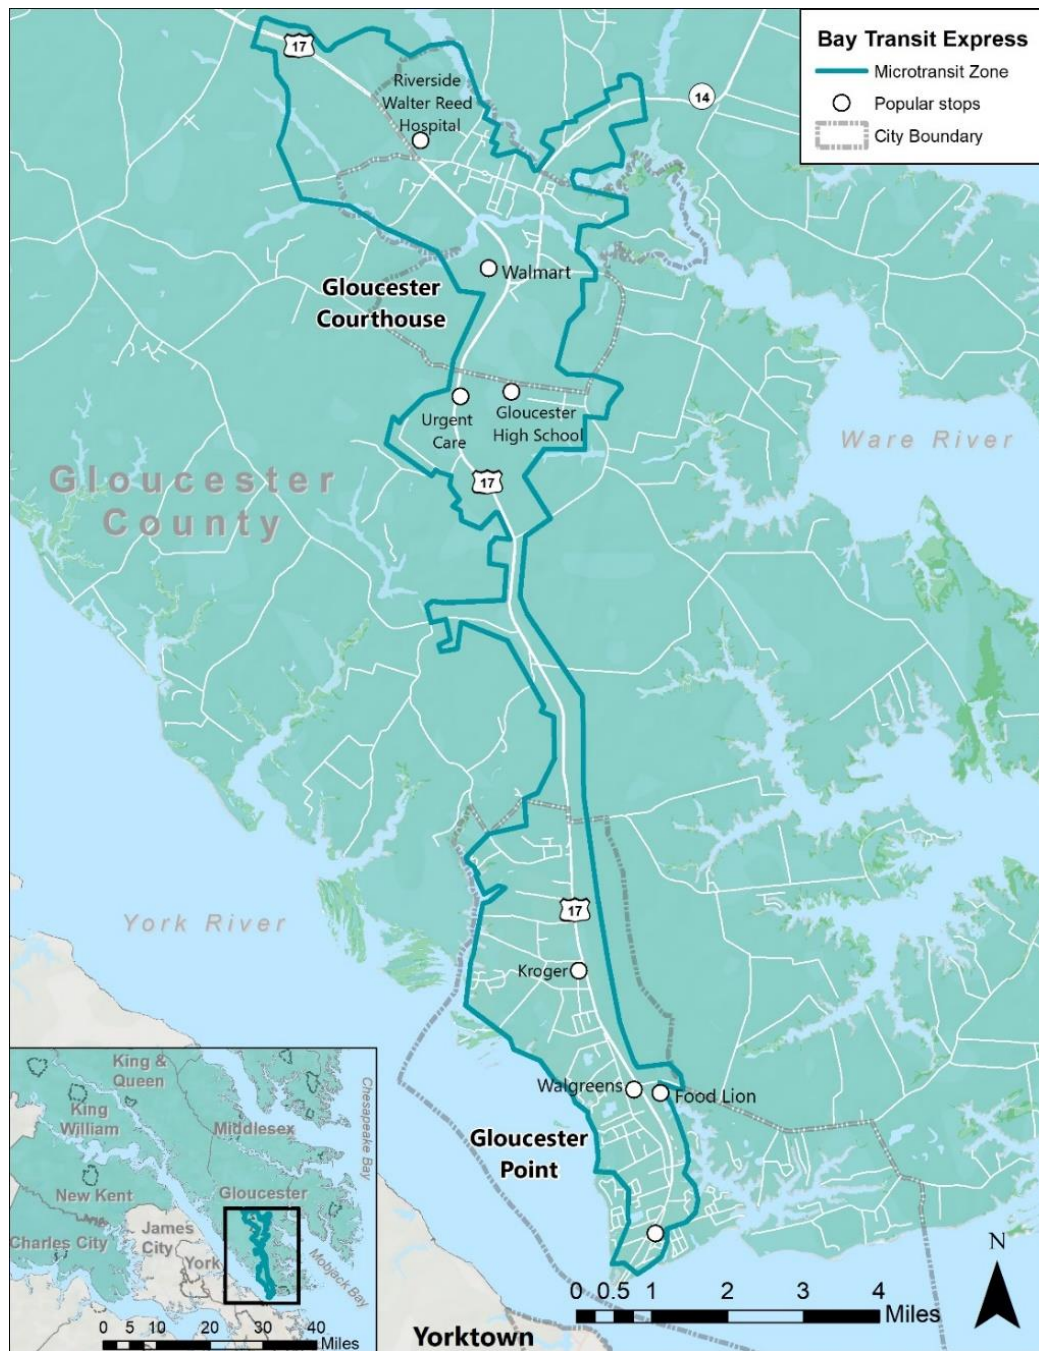 Bay Transit Express
Microtransit Zone
Popular stops
City Boundary
17
14
Riverside
Walter Reed
Hospital
Walmart
Gloucester
Courthouse
Urgent
Care
Gloucester
High School
Ware River
Gloucester
County
17
York River
17
Kroger
Walgreens
Food Lion
Gloucester
Point
King &
Queen
King
William
Middlesex
Chesapeake Bay
New Kent
Gloucester
James
City
Charles City
York
Mobjack Bay
0 5 10 20 30 40
Miles
Yorktown
0 0.5 1 2 3 4
Miles
N